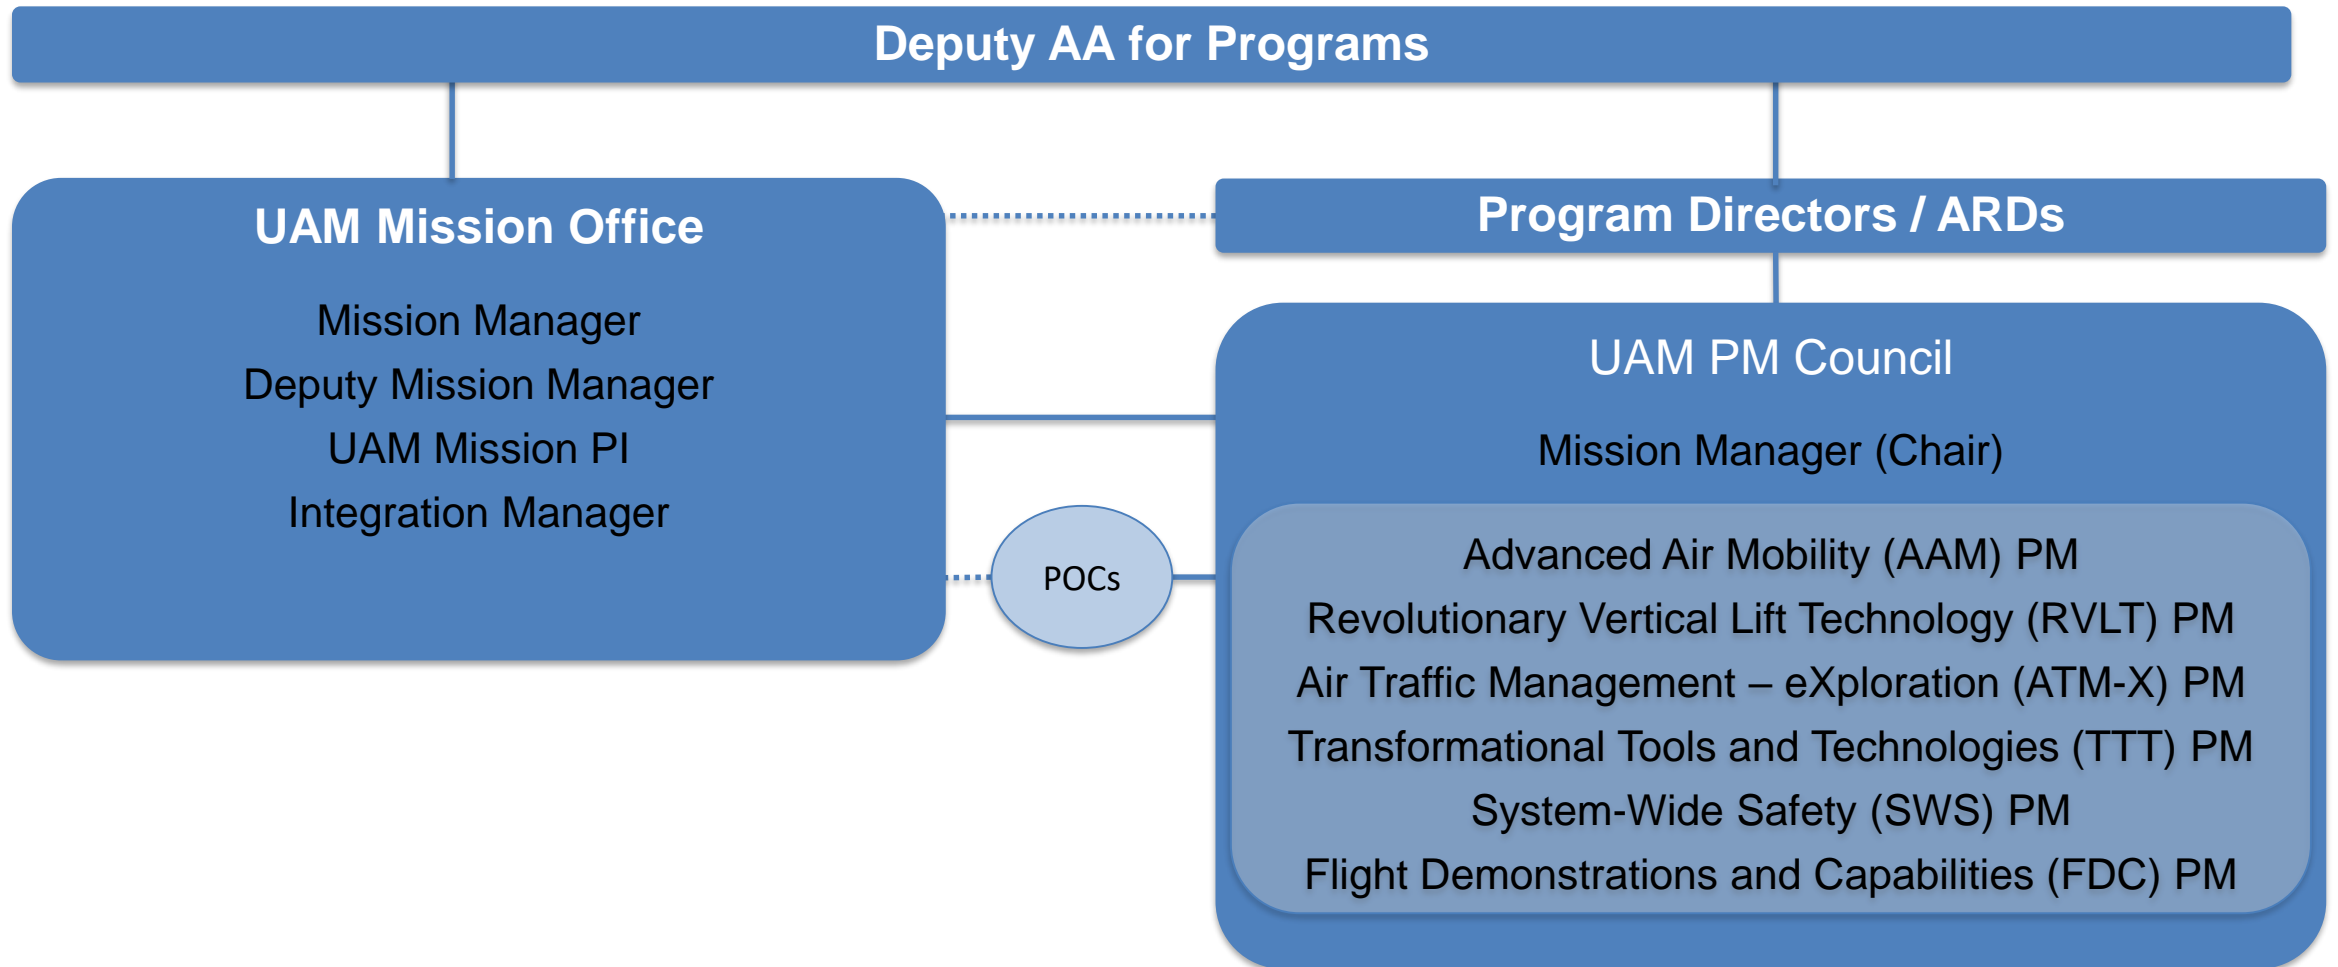 Deputy AA for Programs
UAM Mission Office
Mission Manager
Deputy Mission Manager
UAM Mission PI
Integration Manager
POCs
Program Directors / ARDs
UAM PM Council
Mission Manager (Chair)
Advanced Air Mobility (AAM) PM
Revolutionary Vertical Lift Technology (RVLT) PM
Air Traffic Management – eXploration (ATM-X) PM
Transformational Tools and Technologies (TTT) PM
System-Wide Safety (SWS) PM
Flight Demonstrations and Capabilities (FDC) PM